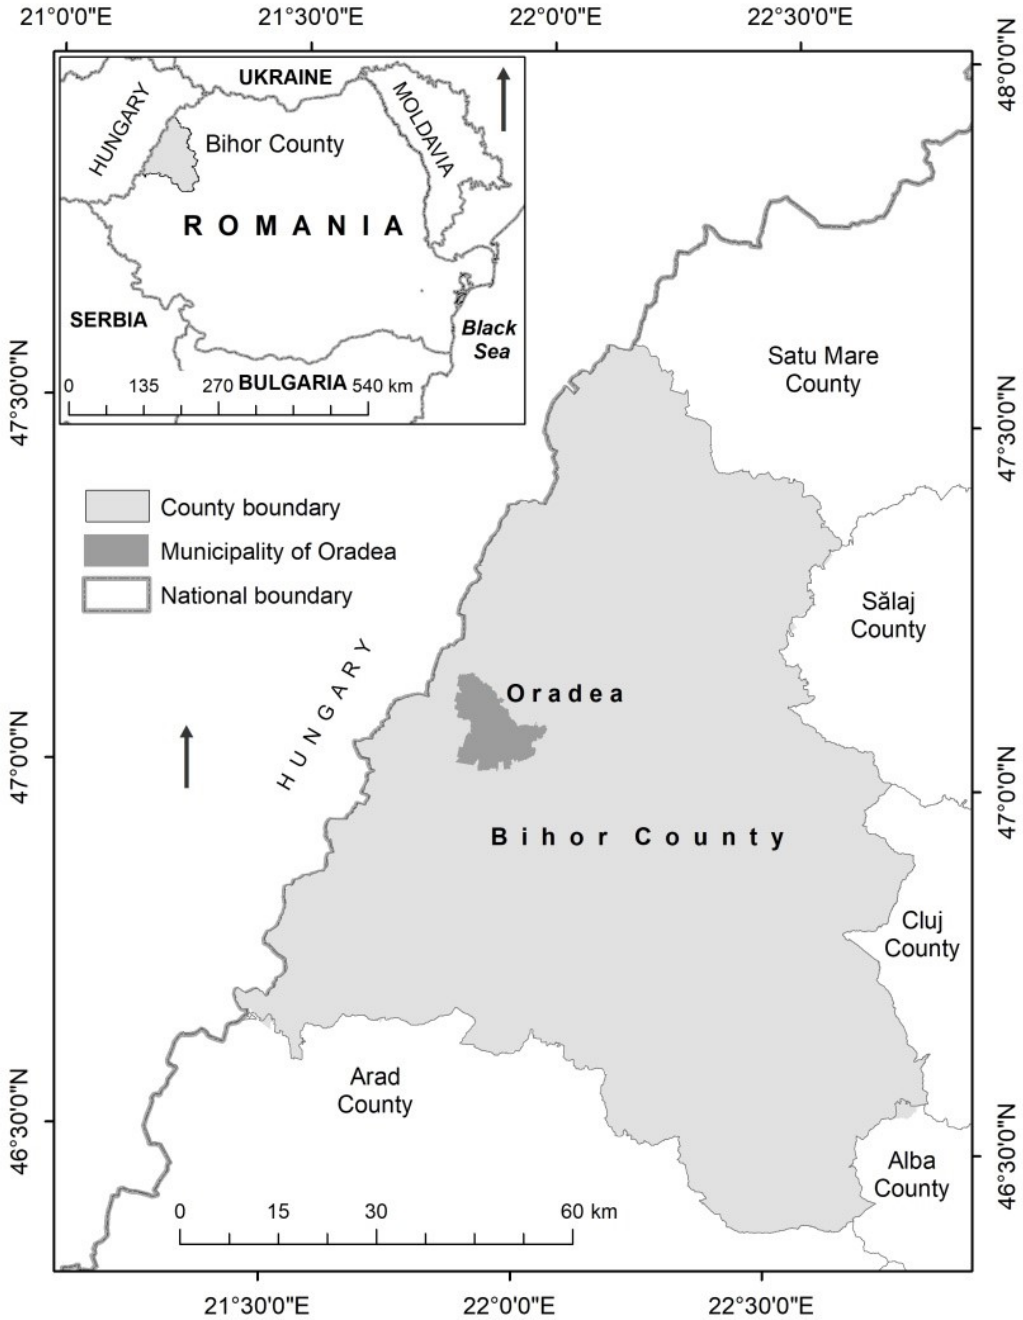 21°0'0"E
21°30'0"E
22°0'0"E
22°30'0"E
48°0'0"N
UKRAINE
HUNGARY
MOLDAVIA
Bihor County
ROMANIA
SERBIA
Black
Sea
BULGARIA
0 135 270 540 km
47°30'0"N
47°30'0"N
Satu Mare
County
County boundary
Municipality of Oradea
National boundary
Sălaj
County
HUNGARY
Oradea
47°0'0"N
47°0'0"N
Bihor County
Cluj
County
Arad
County
46°30'0"N
46°30'0"N
Alba
County
0 15 30 60 km
21°30'0"E
22°0'0"E
22°30'0"E